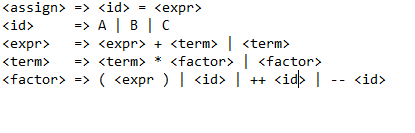 <assign> => <id> = <expr>
<id>     => A | B | C
<expr>   => <expr> + <term> | <term>
<term>   => <term> * <factor> | <factor>
<factor> => ( <expr ) | <id> | ++ <id> | -- <id>